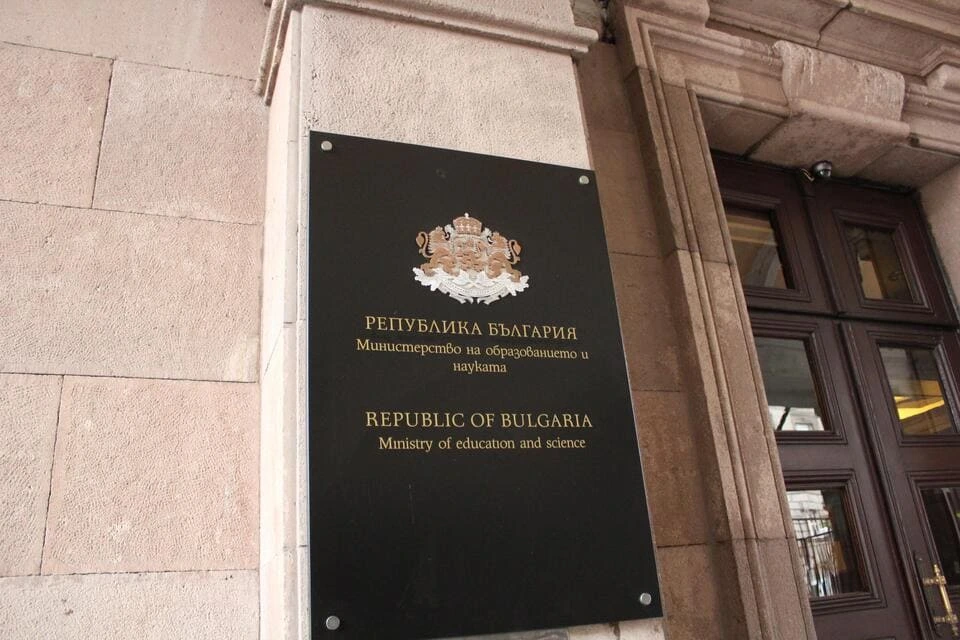 РЕПУБЛИКА БЪЛГАРИЯ
Министерство на образованието и
науката
REPUBLIC OF BULGARIA
Ministry of education and science